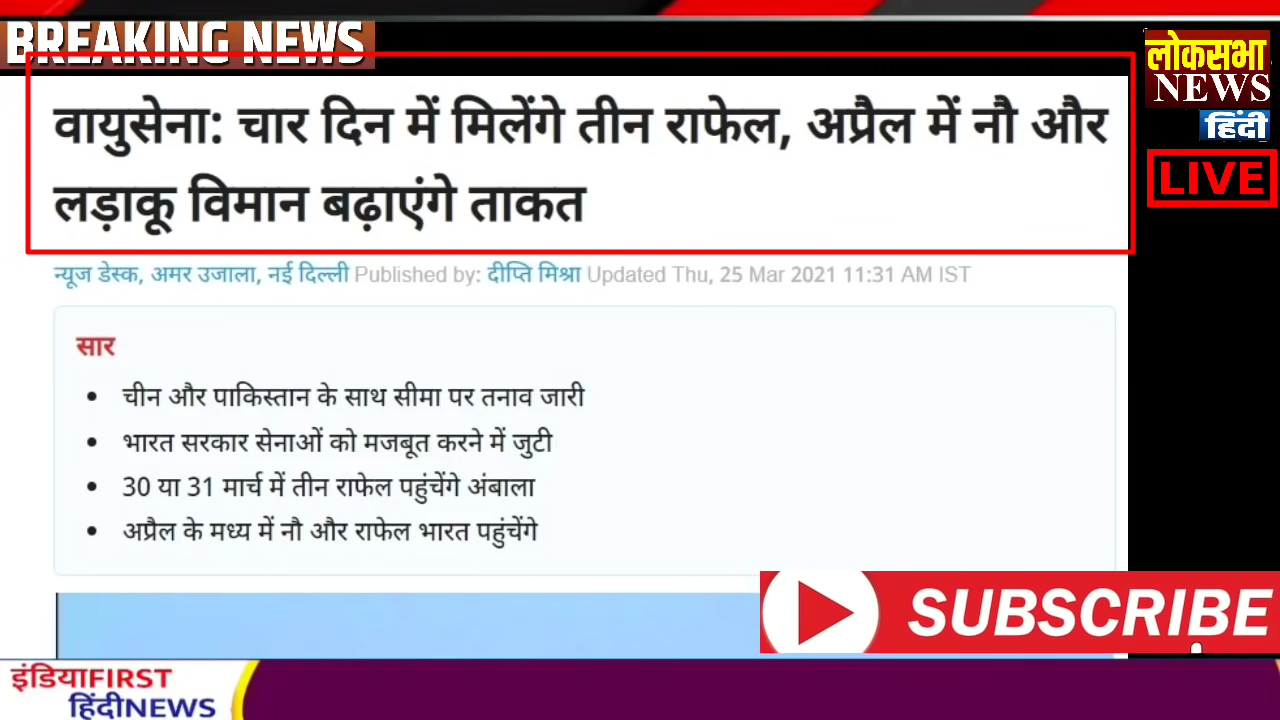 BREAKING NEWS
लोकसभा
NEWS
हिंदी
LIVE
वायुसेना: चार दिन में मिलेंगे तीन राफेल, अप्रैल में नौ और
लड़ाकू विमान बढ़ाएंगे ताकत
न्यूज डेस्क, अमर उजाला, नई दिल्ली Published by: दीप्ति मिश्रा Updated Thu, 25 Mar 2021 11:31 AM IST
सार
• चीन और पाकिस्तान के साथ सीमा पर तनाव जारी
• भारत सरकार सेनाओं को मजबूत करने में जुटी
• 30 या 31 मार्च में तीन राफेल पहुंचेंगे अंबाला
• अप्रैल के मध्य में नौ और राफेल भारत पहुंचेंगे
SUBSCRIBE
इंडियाFIRST
हिंदीNEWS